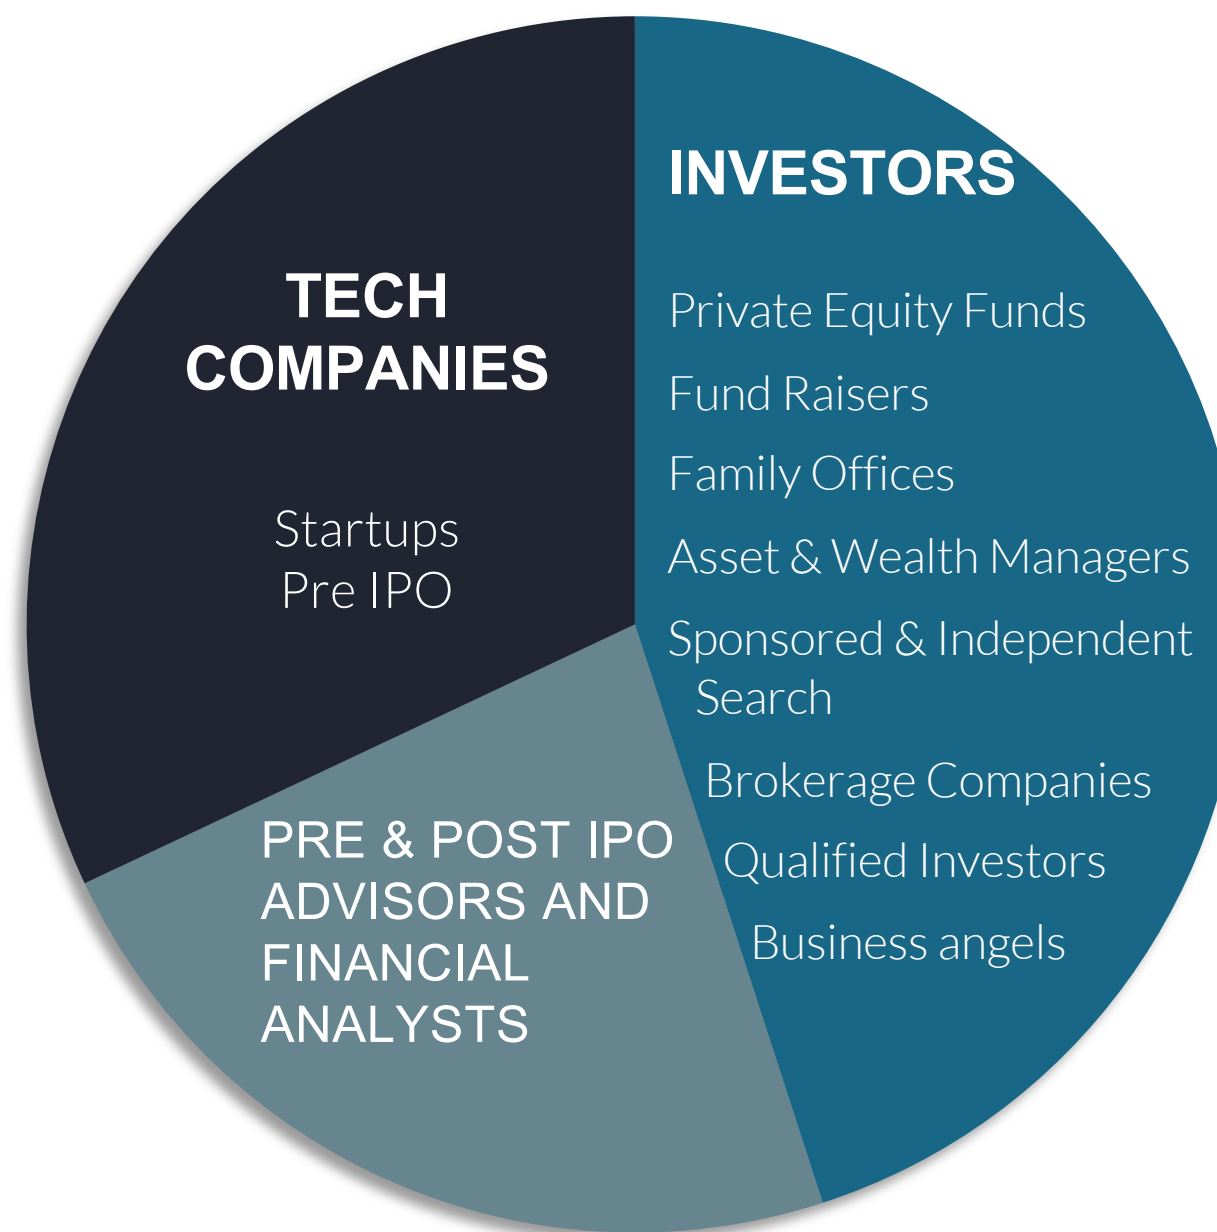 INVESTORS
Private Equity Funds
Fund Raisers
Family Offices
Asset & Wealth Managers
Sponsored & Independent
Search
Brokerage Companies
Qualified Investors
Business angels
TECH
COMPANIES
Startups
Pre IPO
PRE & POST IPO
ADVISORS AND
FINANCIAL
ANALYSTS